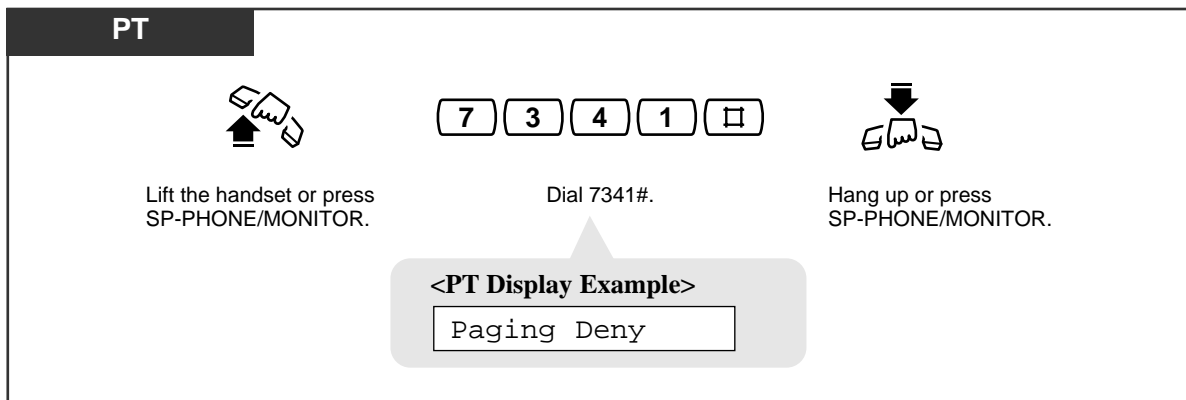 PT
7 3 4 1 #
Lift the handset or press
SP-PHONE/MONITOR.
Dial 7341#.
Hang up or press
SP-PHONE/MONITOR.
<PT Display Example>
Paging Deny